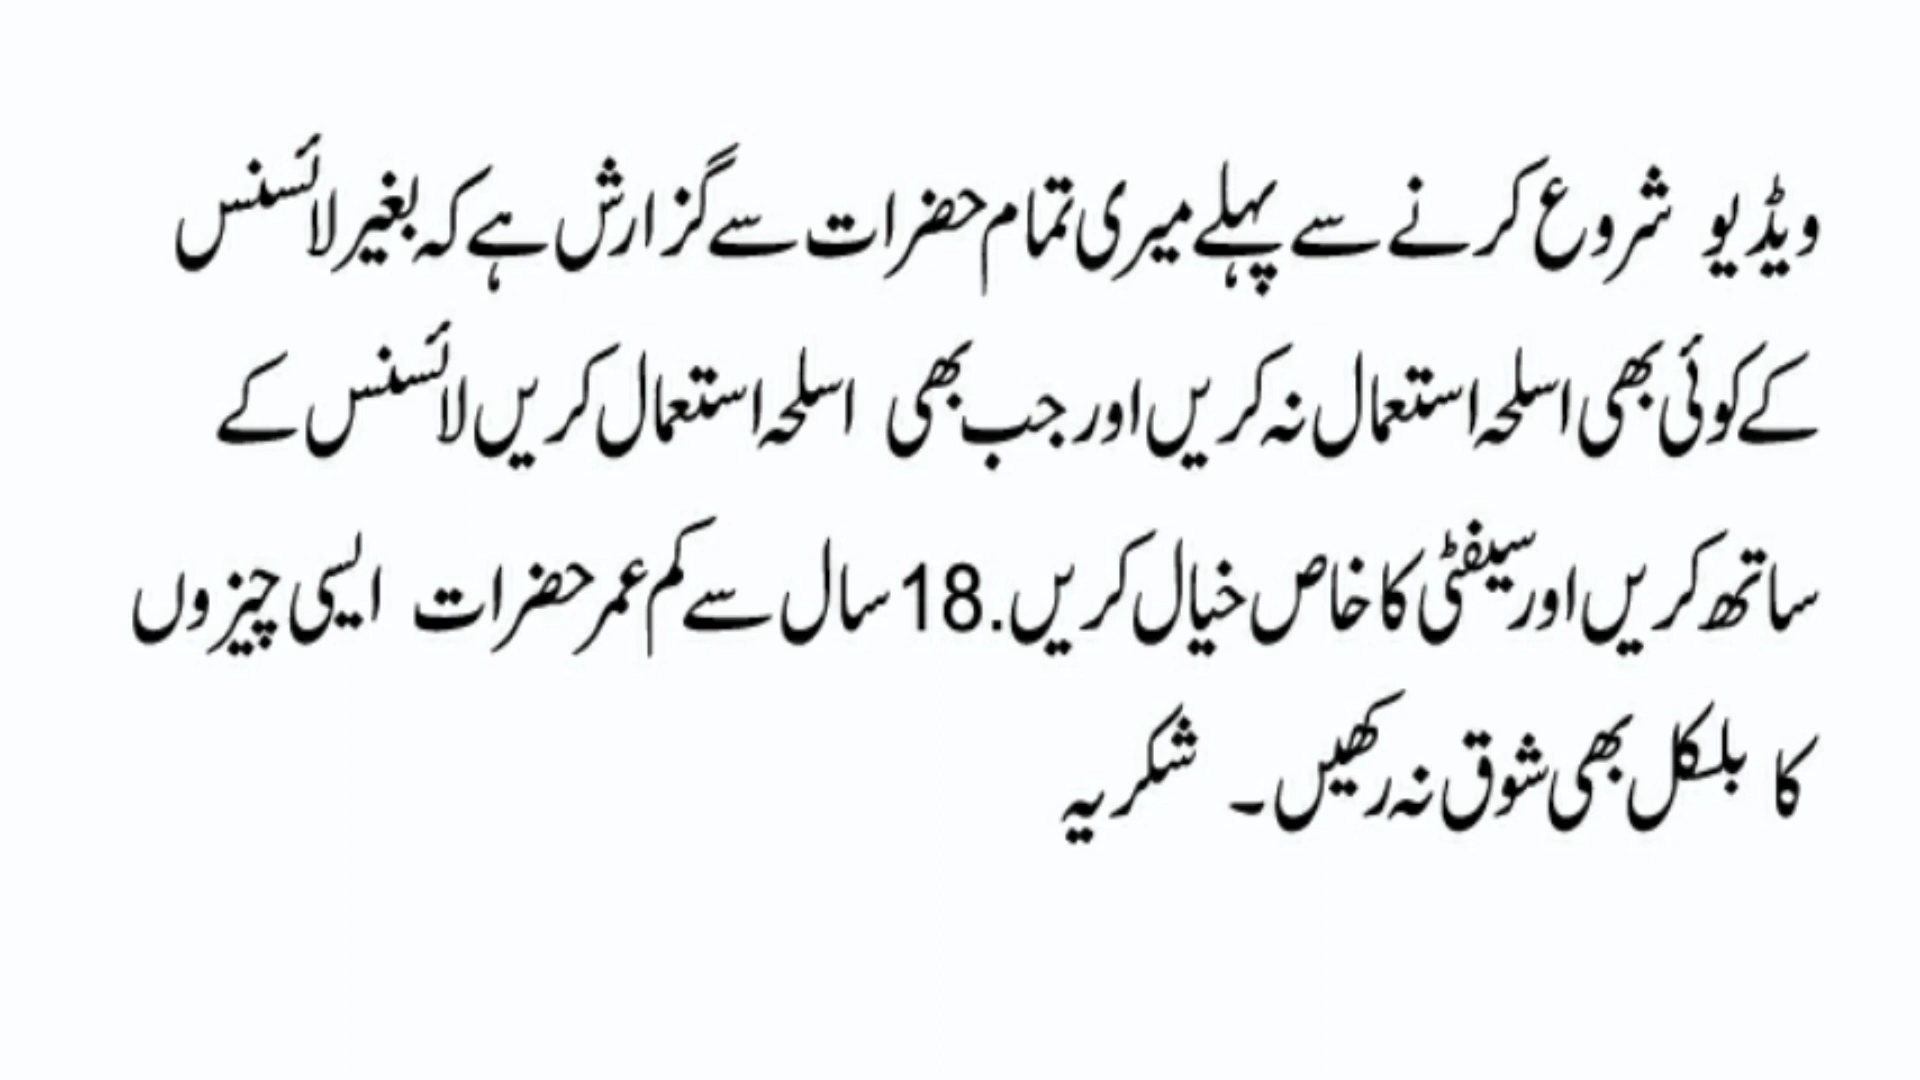 ویڈیو شروع کرنے سے پہلے میری تمام حضرات سے گزارش ہے کہ بغیر لائسنس
کے کوئی بھی اسلحہ استعمال نہ کریں اور جب بھی اسلحہ استعمال کریں لائسنس کے
ساتھ کریں اور سیفٹی کا خاص خیال کریں.18 سال سے کم عمر حضرات ایسی چیزوں
کا بلکل بھی شوق نہ رکھیں۔ شکریہ